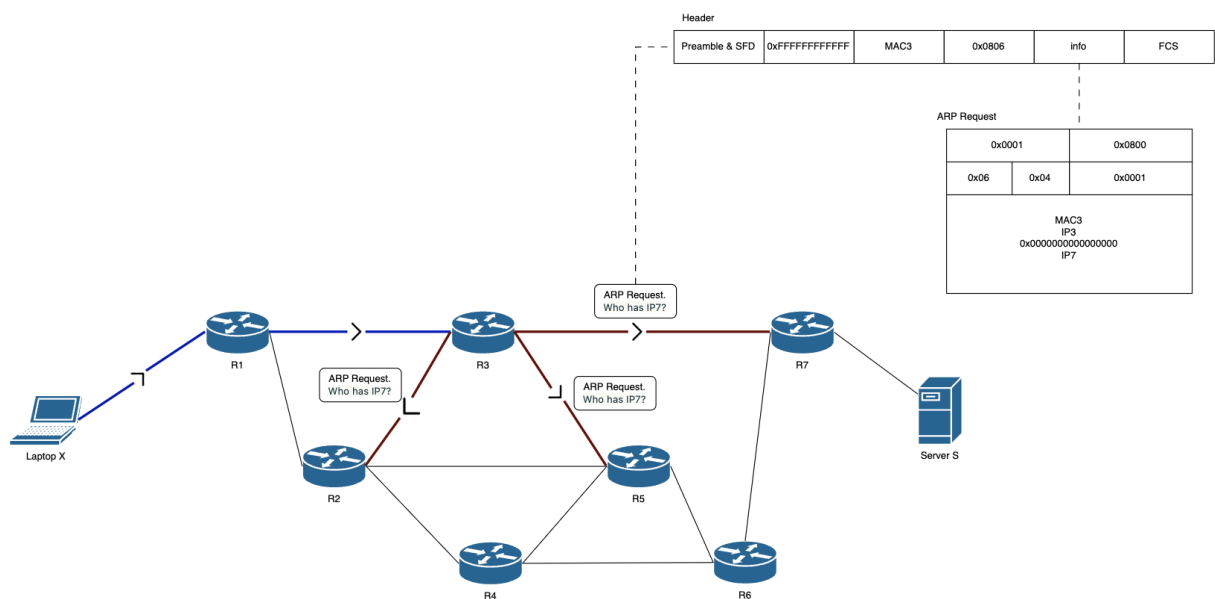 Header
Preamble & SFD 0xFFFFFFFFFFFF MAC3 0x0806 info FCS
ARP Request
0x0001 0x0800
0x06 0x04 0x0001
MAC3
IP3
0x0000000000000000
IP7
ARP Request.
Who has IP7?
R1
R3
R7
ARP Request.
Who has IP7?
ARP Request.
Who has IP7?
Laptop X
Server S
R2
R5
R4
R6